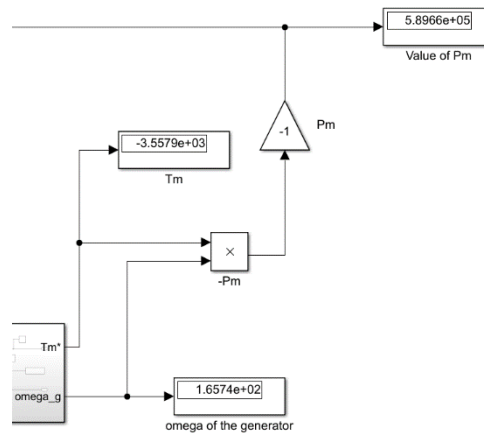 5.8966e+05
Value of Pm
-1
Pm
-3.5579e+03
Tm
×
-Pm
Tm*
omega_g
1.6574e+02
omega of the generator